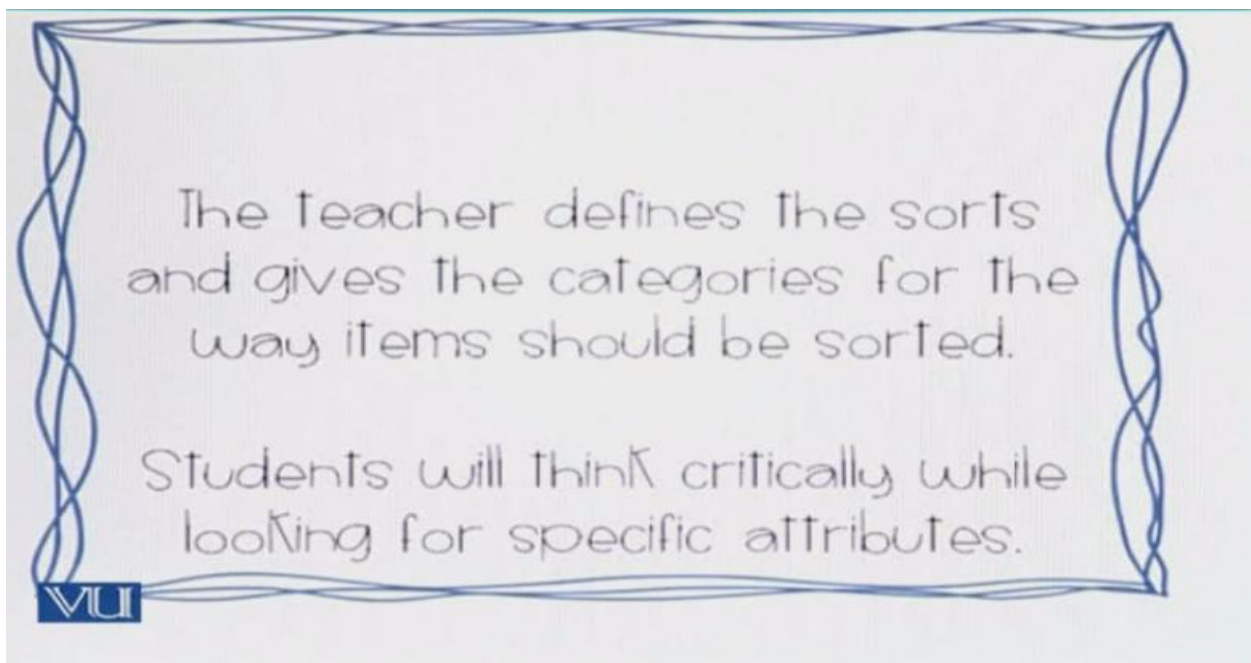 The teacher defines the sorts
and gives the categories for the
way items should be sorted.
Students will think critically while
looking for specific attributes.
VU